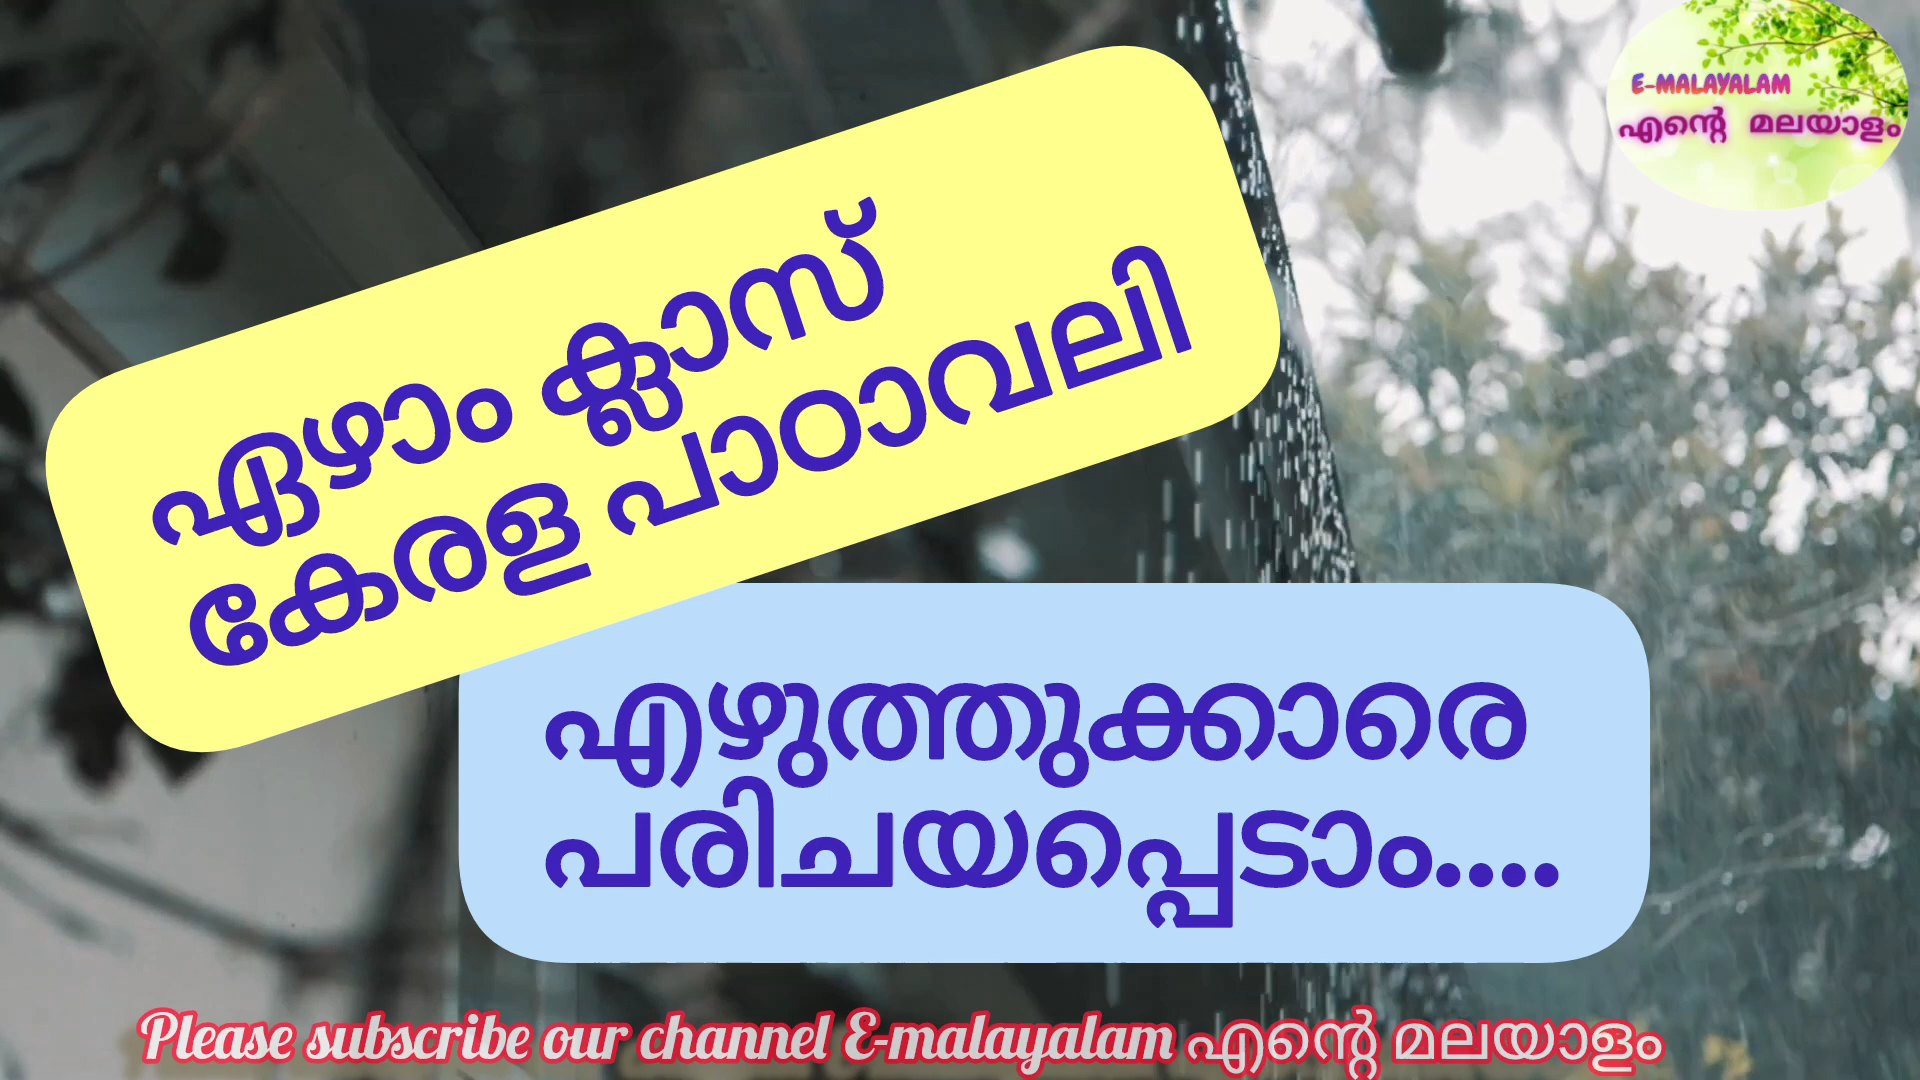 E-MALAYALAM
എന്റെ മലയാളം
ഏഴാം ക്ലാസ്
കേരള പാഠാവലി
എഴുത്തുക്കാരെ
പരിചയപ്പെടാം....
Please subscribe our channel E-malayalam എന്റെ മലയാളം